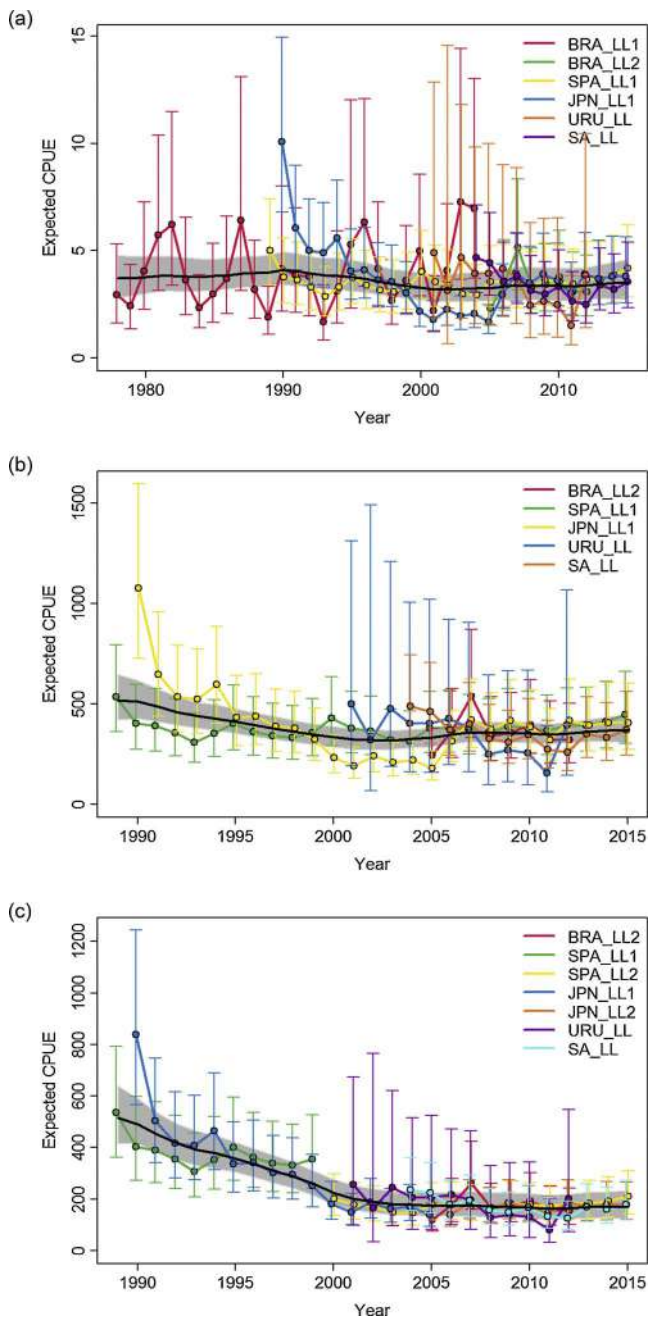 (a)
15
10
5
0
Expected CPUE
BRA_LL1
BRA_LL2
SPA_LL1
JPN_LL1
URU_LL
SA_LL
1980
1990
2000
2010
Year
(b)
1500
1000
500
0
Expected CPUE
BRA_LL2
SPA_LL1
JPN_LL1
URU_LL
SA_LL
1990
1995
2000
2005
2010
2015
Year
(c)
1200
1000
800
600
400
200
0
Expected CPUE
BRA_LL2
SPA_LL1
SPA_LL2
JPN_LL1
JPN_LL2
URU_LL
SA_LL
1990
1995
2000
2005
2010
2015
Year